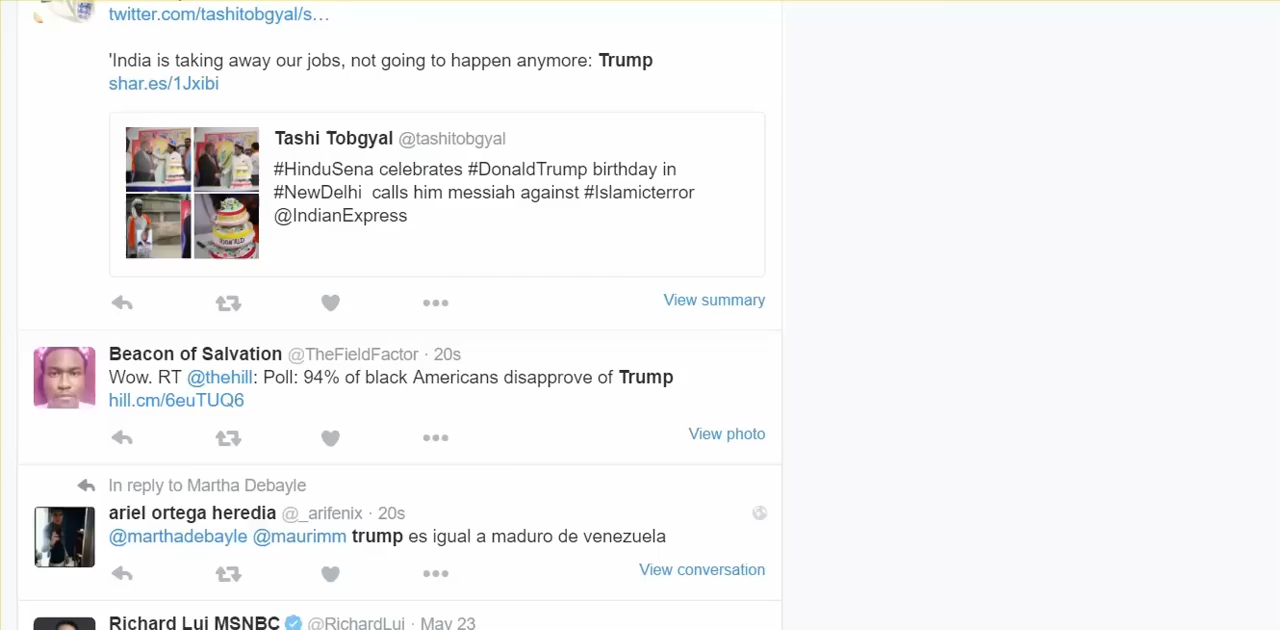 twitter.com/tashitobgyal/s…
'India is taking away our jobs, not going to happen anymore: Trump
shar.es/1Jxibi
Tashi Tobgyal @tashitobgyal
#HinduSena celebrates #DonaldTrump birthday in
#NewDelhi calls him messiah against #Islamicterror
@IndianExpress
View summary
Beacon of Salvation @TheFieldFactor · 20s
Wow. RT @thehill: Poll: 94% of black Americans disapprove of Trump
hill.cm/6euTUQ6
View photo
In reply to Martha Debayle
ariel ortega heredia @_arifenix · 20s
@marthadebayle @maurimm trump es igual a maduro de venezuela
View conversation
Richard Lui MSNBC @RichardLui · May 23